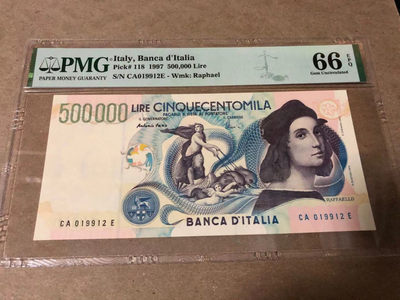 PMG
PAPER MONEY GUARANTY
Italy, Banca d'Italia
Pick# 118 1997 500,000 Lire
S/N CA019912E - Wmk: Raphael
66 EPQ
Gem Uncirculated
500000 LIRE CINQUECENTOMILA
PAGABILI A VISTA AL PORTATORE
IL GOVERNATORE IL CASSIERE
RAFFAELLO
CA 019912 E
CA 019912 E
BANCA D'ITALIA